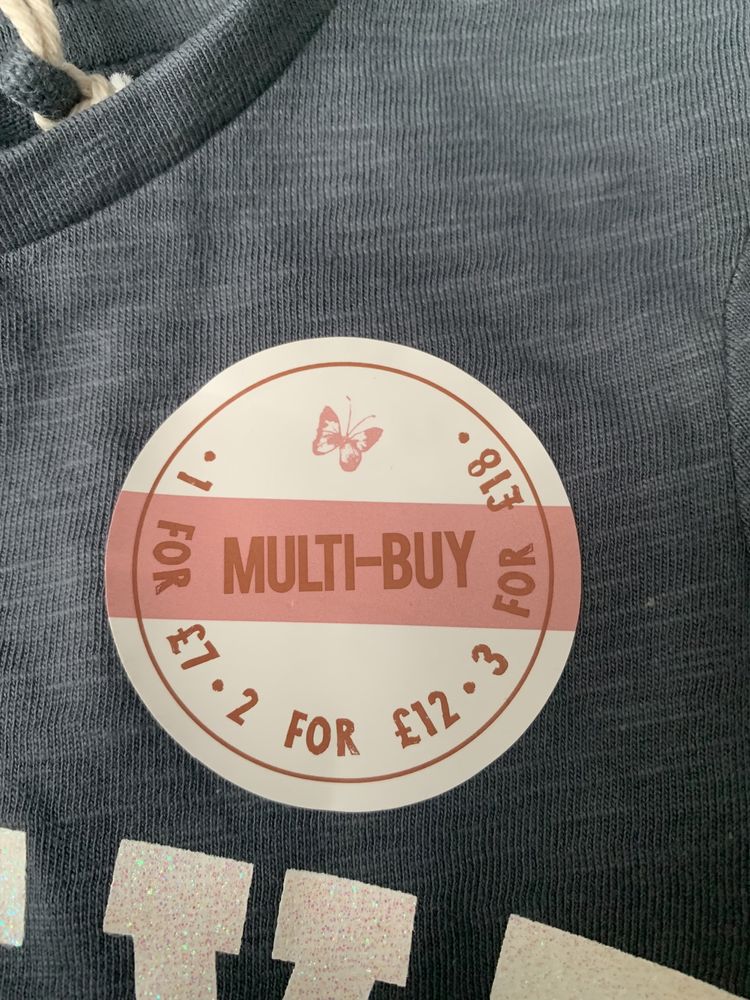 MULTI-BUY
• 1 FOR £7 • 2 FOR £12 • 3 FOR £18 •